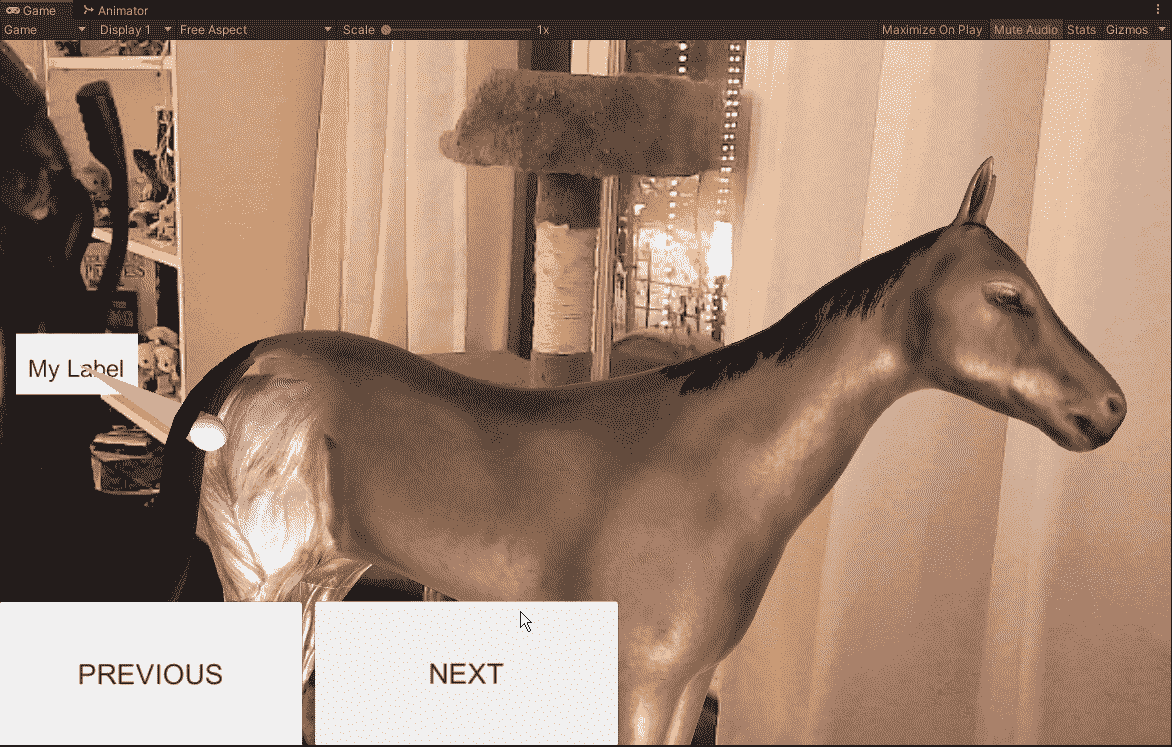 Game
Animator
Game
Display 1
Free Aspect
Scale
1x
Maximize On Play
Mute Audio
Stats
Gizmos
My Label
PREVIOUS
NEXT